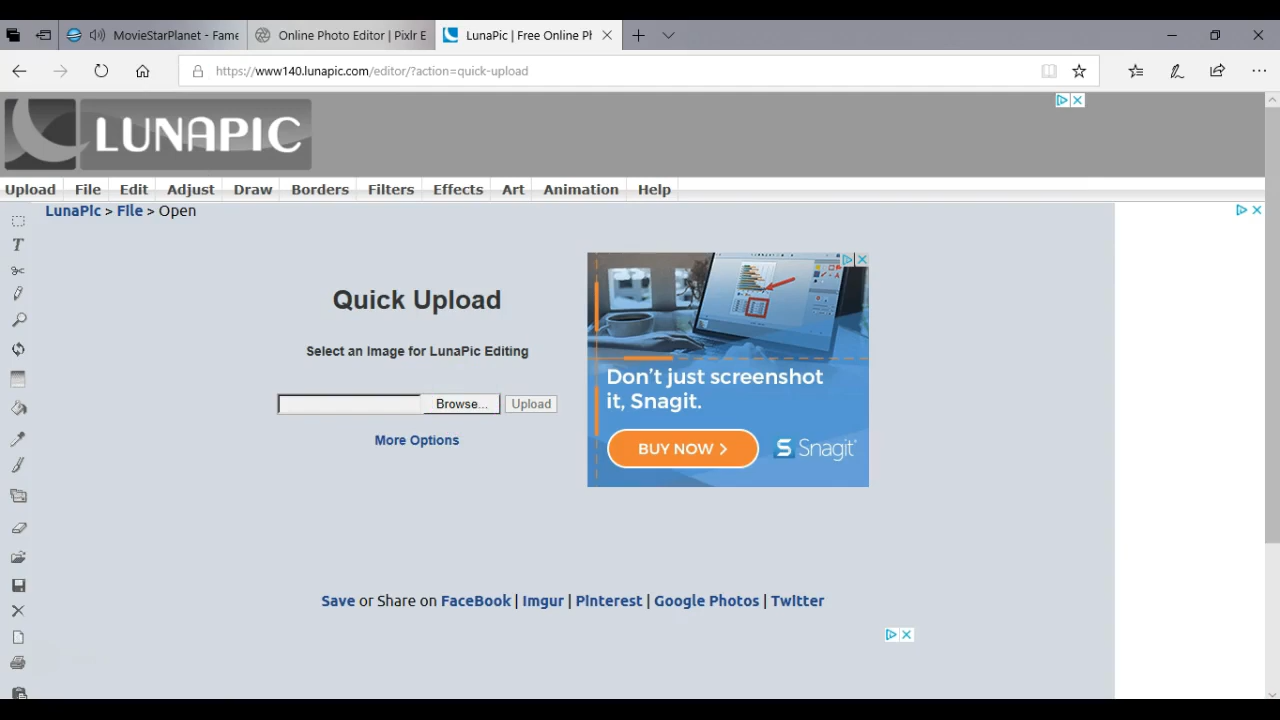 MovieStarPlanet - Fame
Online Photo Editor | Pixlr E
LunaPic | Free Online Ph
https://www140.lunapic.com/editor/?action=quick-upload
LUNAPIC
Upload File Edit Adjust Draw Borders Filters Effects Art Animation Help
LunaPic > File > Open
T
Quick Upload
Select an Image for LunaPic Editing
Browse... Upload
More Options
Don't just screenshot
it, Snagit.
BUY NOW >
S Snagit®
Save or Share on FaceBook | Imgur | Pinterest | Google Photos | Twitter